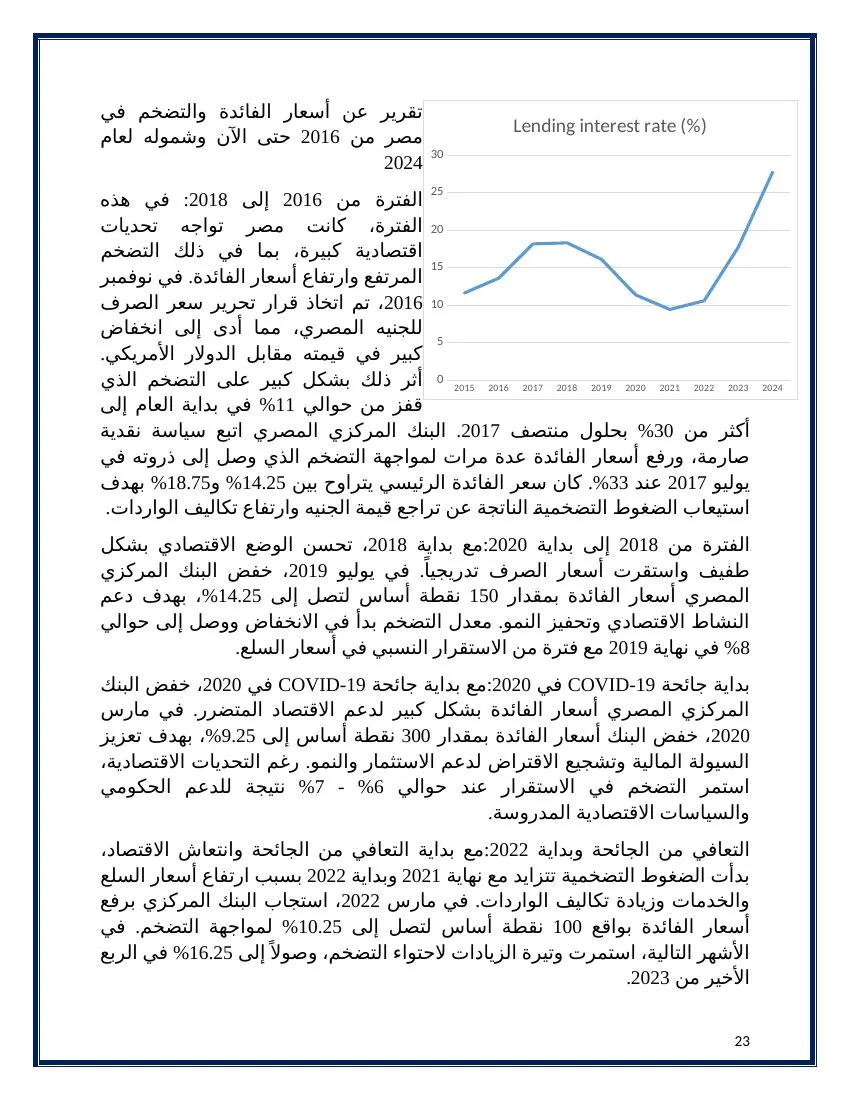 تقرير عن أسعار الفائدة والتضخم في
مصر من 2016 حتى الآن وشموله لعام
2024
Lending interest rate (%)
30
25
20
15
10
5
0
2015 2016 2017 2018 2019 2020 2021 2022 2023 2024
الفترة من 2016 إلى 2018: في هذه
الفترة، كانت مصر تواجه تحديات
اقتصادية كبيرة، بما في ذلك التضخم
المرتفع وارتفاع أسعار الفائدة. في نوفمبر
2016، تم اتخاذ قرار تحرير سعر الصرف
للجنيه المصري، مما أدى إلى انخفاض
كبير في قيمته مقابل الدولار الأمريكي.
أثر ذلك بشكل كبير على التضخم الذي
قفز من حوالي 11% في بداية العام إلى
أكثر من 30% بحلول منتصف 2017. البنك المركزي المصري اتبع سياسة نقدية
صارمة، ورفع أسعار الفائدة عدة مرات لمواجهة التضخم الذي وصل إلى ذروته في
يوليو 2017 عند 33%. كان سعر الفائدة الرئيسي يتراوح بين 14.25% و18.75% بهدف
استيعاب الضغوط التضخمية الناتجة عن تراجع قيمة الجنيه وارتفاع تكاليف الواردات.
الفترة من 2018 إلى بداية 2020:مع بداية 2018، تحسن الوضع الاقتصادي بشكل
طفيف واستقرت أسعار الصرف تدريجياً. في يوليو 2019، خفض البنك المركزي
المصري أسعار الفائدة بمقدار 150 نقطة أساس لتصل إلى 14.25%، بهدف دعم
النشاط الاقتصادي وتحفيز النمو. معدل التضخم بدأ في الانخفاض ووصل إلى حوالي
8% في نهاية 2019 مع فترة من الاستقرار النسبي في أسعار السلع.
بداية جائحة COVID-19 في 2020:مع بداية جائحة COVID-19 في 2020، خفض البنك
المركزي المصري أسعار الفائدة بشكل كبير لدعم الاقتصاد المتضرر. في مارس
2020، خفض البنك أسعار الفائدة بمقدار 300 نقطة أساس إلى 9.25%، بهدف تعزيز
السيولة المالية وتشجيع الاقتراض لدعم الاستثمار والنمو. رغم التحديات الاقتصادية،
استمر التضخم في الاستقرار عند حوالي 6% - 7% نتيجة للدعم الحكومي
والسياسات الاقتصادية المدروسة.
التعافي من الجائحة وبداية 2022:مع بداية التعافي من الجائحة وانتعاش الاقتصاد،
بدأت الضغوط التضخمية تتزايد مع نهاية 2021 وبداية 2022 بسبب ارتفاع أسعار السلع
والخدمات وزيادة تكاليف الواردات. في مارس 2022، استجاب البنك المركزي برفع
أسعار الفائدة بواقع 100 نقطة أساس لتصل إلى 10.25% لمواجهة التضخم. في
الأشهر التالية، استمرت وتيرة الزيادات لاحتواء التضخم، وصولاً إلى 16.25% في الربع
الأخير من 2023.
23